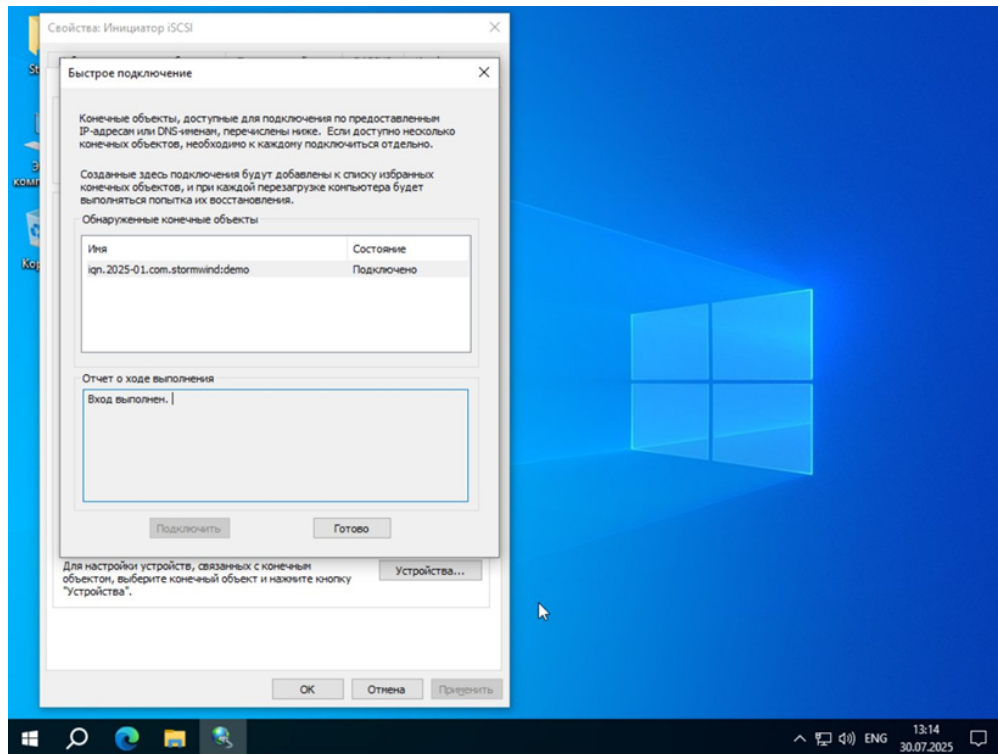 Свойства: Инициатор iSCSI
Быстрое подключение
Конечные объекты, доступные для подключения по предоставленным
IP-адресам или DNS-именам, перечислены ниже. Если доступно несколько
конечных объектов, необходимо к каждому подключиться отдельно.
Созданные здесь подключения будут добавлены к списку избранных
конечных объектов, и при каждой перезагрузке компьютера будет
выполняться попытка их восстановления.
Обнаруженные конечные объекты
Имя Состояние
iqn.2025-01.com.stormwind:demo Подключено
Отчет о ходе выполнения
Вход выполнен.
Подключить Готово
Для настройки устройств, связанных с конечным
объектом, выберите конечный объект и нажмите кнопку
"Устройства".
Устройства...
ОК Отмена Применить
ENG
13:14
30.07.2025